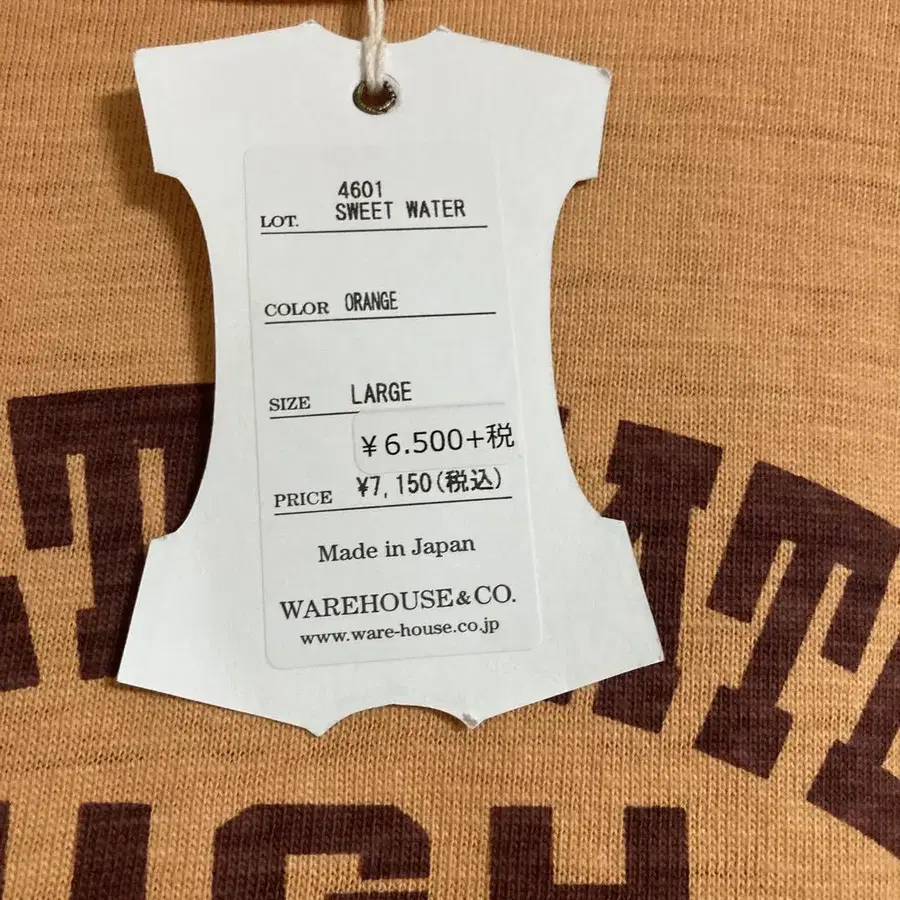 4601
LOT. SWEET WATER
COLOR ORANGE
SIZE LARGE
¥6.500+税
PRICE ¥7,150(税込)
Made in Japan
WAREHOUSE&CO.
www.ware-house.co.jp